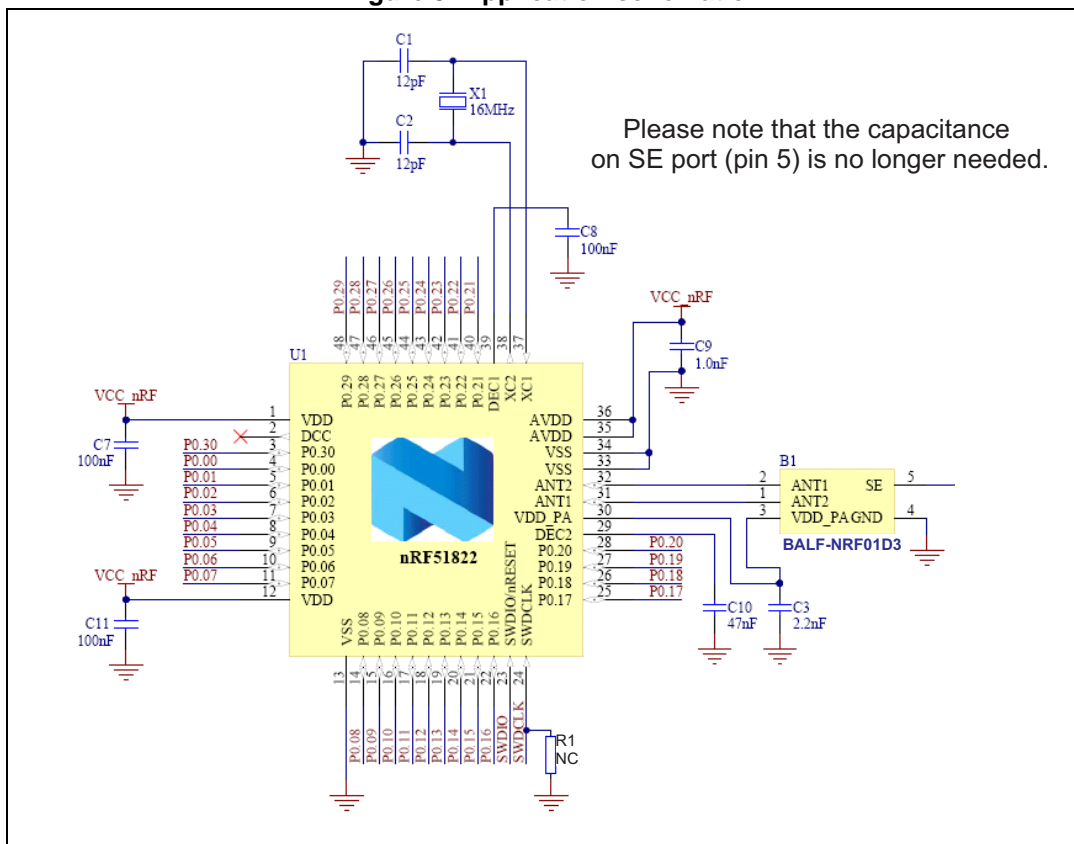 C1
12pF
X1
16MHz
C2
12pF
Please note that the capacitance
on SE port (pin 5) is no longer needed.
C8
100nF
P0.29
P0.28
P0.27
P0.26
P0.25
P0.24
P0.23
P0.22
P0.21
48
47
46
45
44
43
42
41
40
39
38
37
U1
P0.29
P0.28
P0.27
P0.26
P0.25
P0.24
P0.23
P0.22
P0.21
DEC1
XC2
XC1
VCC_nRF
C9
1.0nF
VCC_nRF
C7
100nF
P0.30
P0.00
P0.01
P0.02
P0.03
P0.04
P0.05
P0.06
P0.07
VCC_nRF
C11
100nF
1 VDD
2 DCC
3 P0.30
4 P0.00
5 P0.01
6 P0.02
7 P0.03
8 P0.04
9 P0.05
10 P0.06
11 P0.07
12 VDD
nRF51822
AVDD 36
AVDD 35
VSS 34
VSS 33
ANT2 32
ANT1 31
VDD_PA 30
DEC2 29
P0.20 28 P0.20
P0.19 27 P0.19
P0.18 26 P0.18
P0.17 25 P0.17
B1
2 ANT1 SE 5
1 ANT2
3 VDD_PA GND 4
BALF-NRF01D3
C10
47nF
C3
2.2nF
VSS
P0.08
P0.09
P0.10
P0.11
P0.12
P0.13
P0.14
P0.15
P0.16
SWDIO/nRESET
SWDCLK
13
14
15
16
17
18
19
20
21
22
23
24
P0.08
P0.09
P0.10
P0.11
P0.12
P0.13
P0.14
P0.15
P0.16
SWDIO
SWDCLK
R1
NC